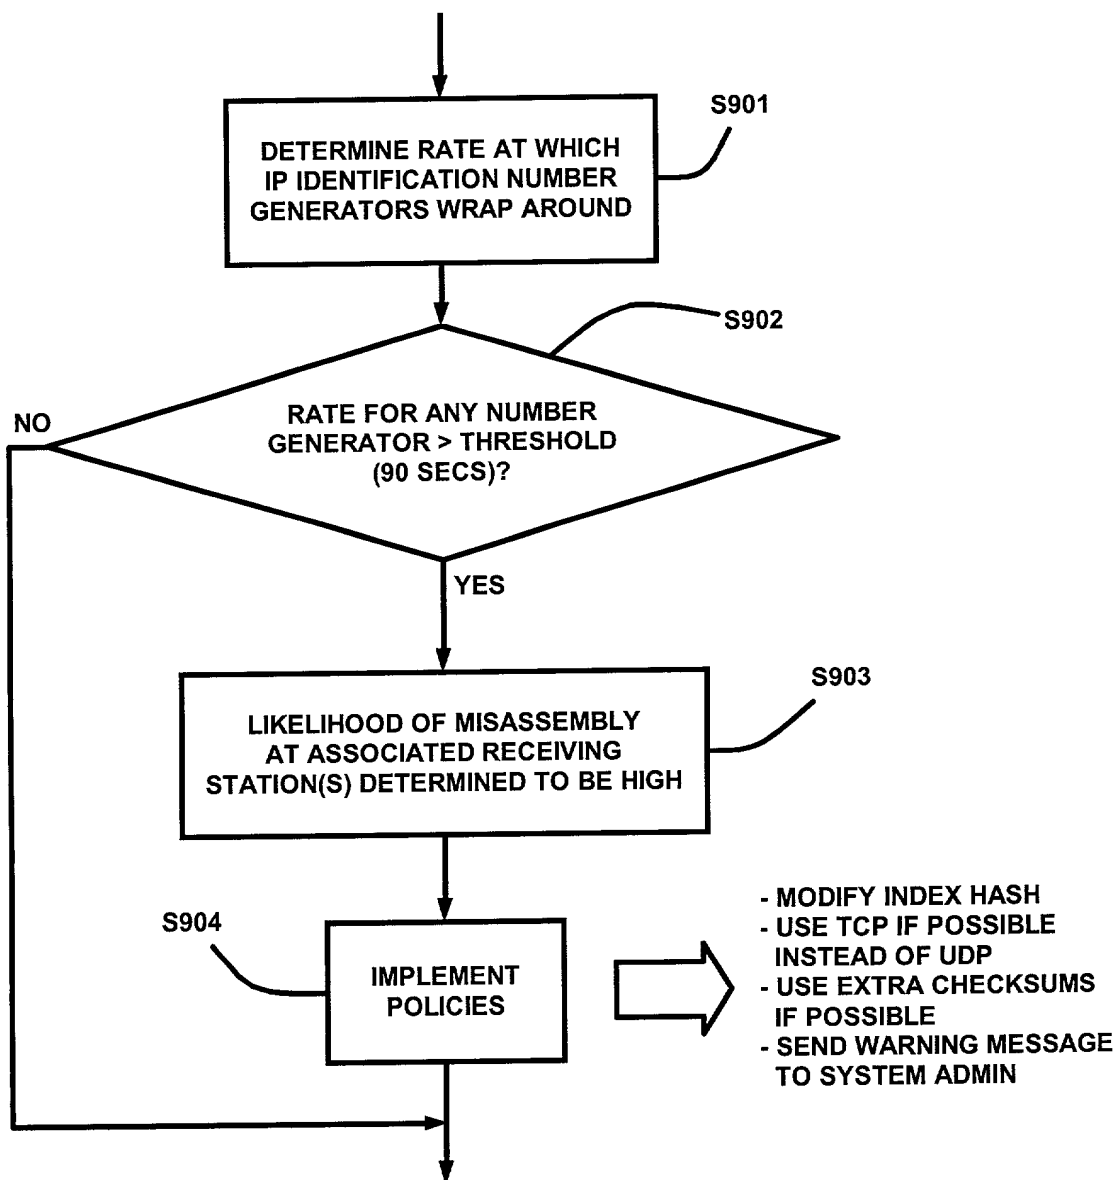 S901
DETERMINE RATE AT WHICH
IP IDENTIFICATION NUMBER
GENERATORS WRAP AROUND
S902
NO
RATE FOR ANY NUMBER
GENERATOR > THRESHOLD
(90 SECS)?
YES
S903
LIKELIHOOD OF MISASSEMBLY
AT ASSOCIATED RECEIVING
STATION(S) DETERMINED TO BE HIGH
S904
IMPLEMENT
POLICIES
- MODIFY INDEX HASH
- USE TCP IF POSSIBLE
INSTEAD OF UDP
- USE EXTRA CHECKSUMS
IF POSSIBLE
- SEND WARNING MESSAGE
TO SYSTEM ADMIN